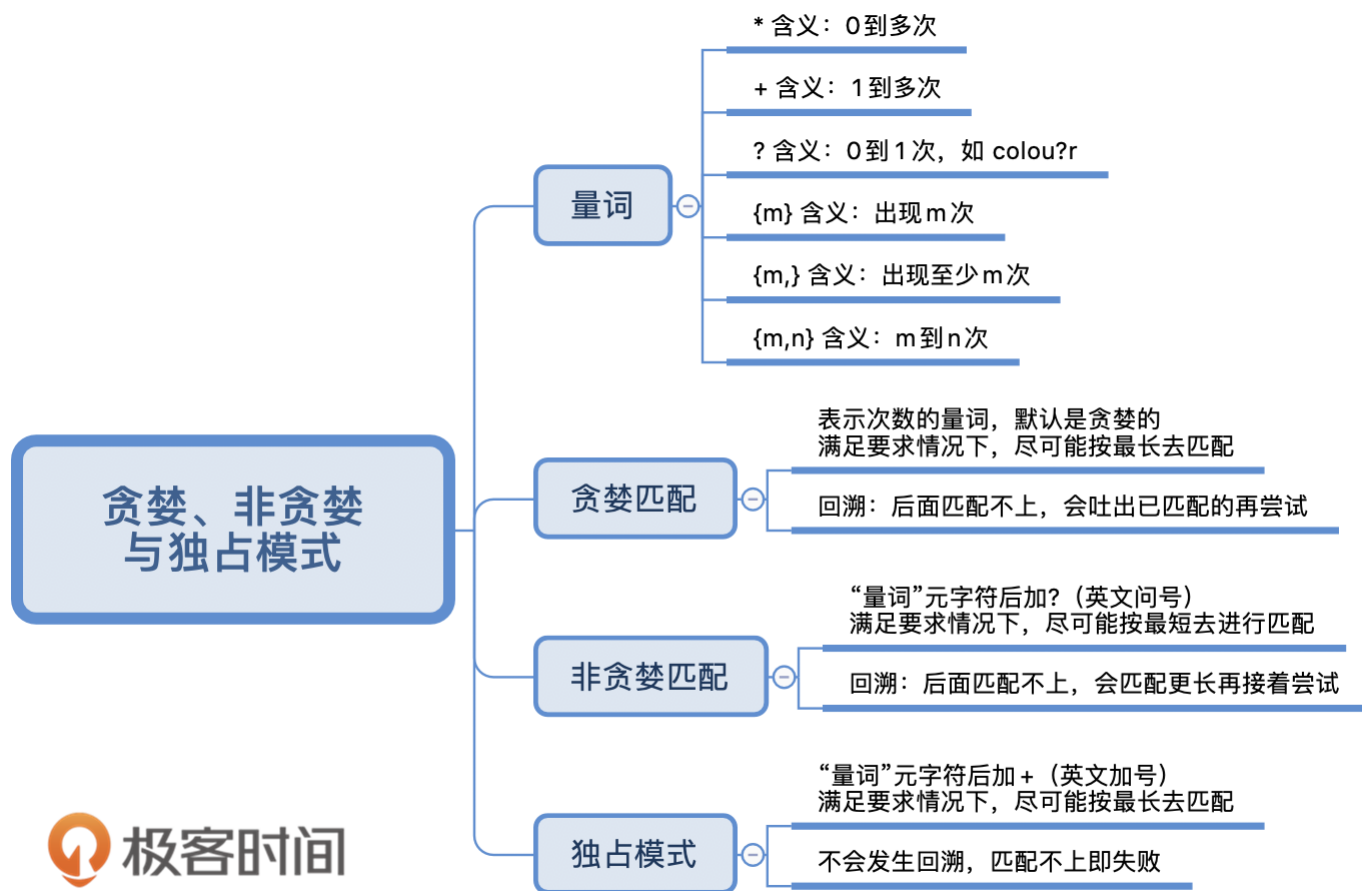 * 含义：0到多次
+ 含义：1到多次
? 含义：0到1次，如 colou?r
量词
{m} 含义：出现m次
{m,} 含义：出现至少m次
{m,n} 含义：m到n次
贪婪、非贪婪
与独占模式
表示次数的量词，默认是贪婪的
满足要求情况下，尽可能按最长去匹配
贪婪匹配
回溯：后面匹配不上，会吐出已匹配的再尝试
“量词”元字符后加?（英文问号）
满足要求情况下，尽可能按最短去进行匹配
非贪婪匹配
回溯：后面匹配不上，会匹配更长再接着尝试
“量词”元字符后加+（英文加号）
满足要求情况下，尽可能按最长去匹配
独占模式
不会发生回溯，匹配不上即失败
极客时间